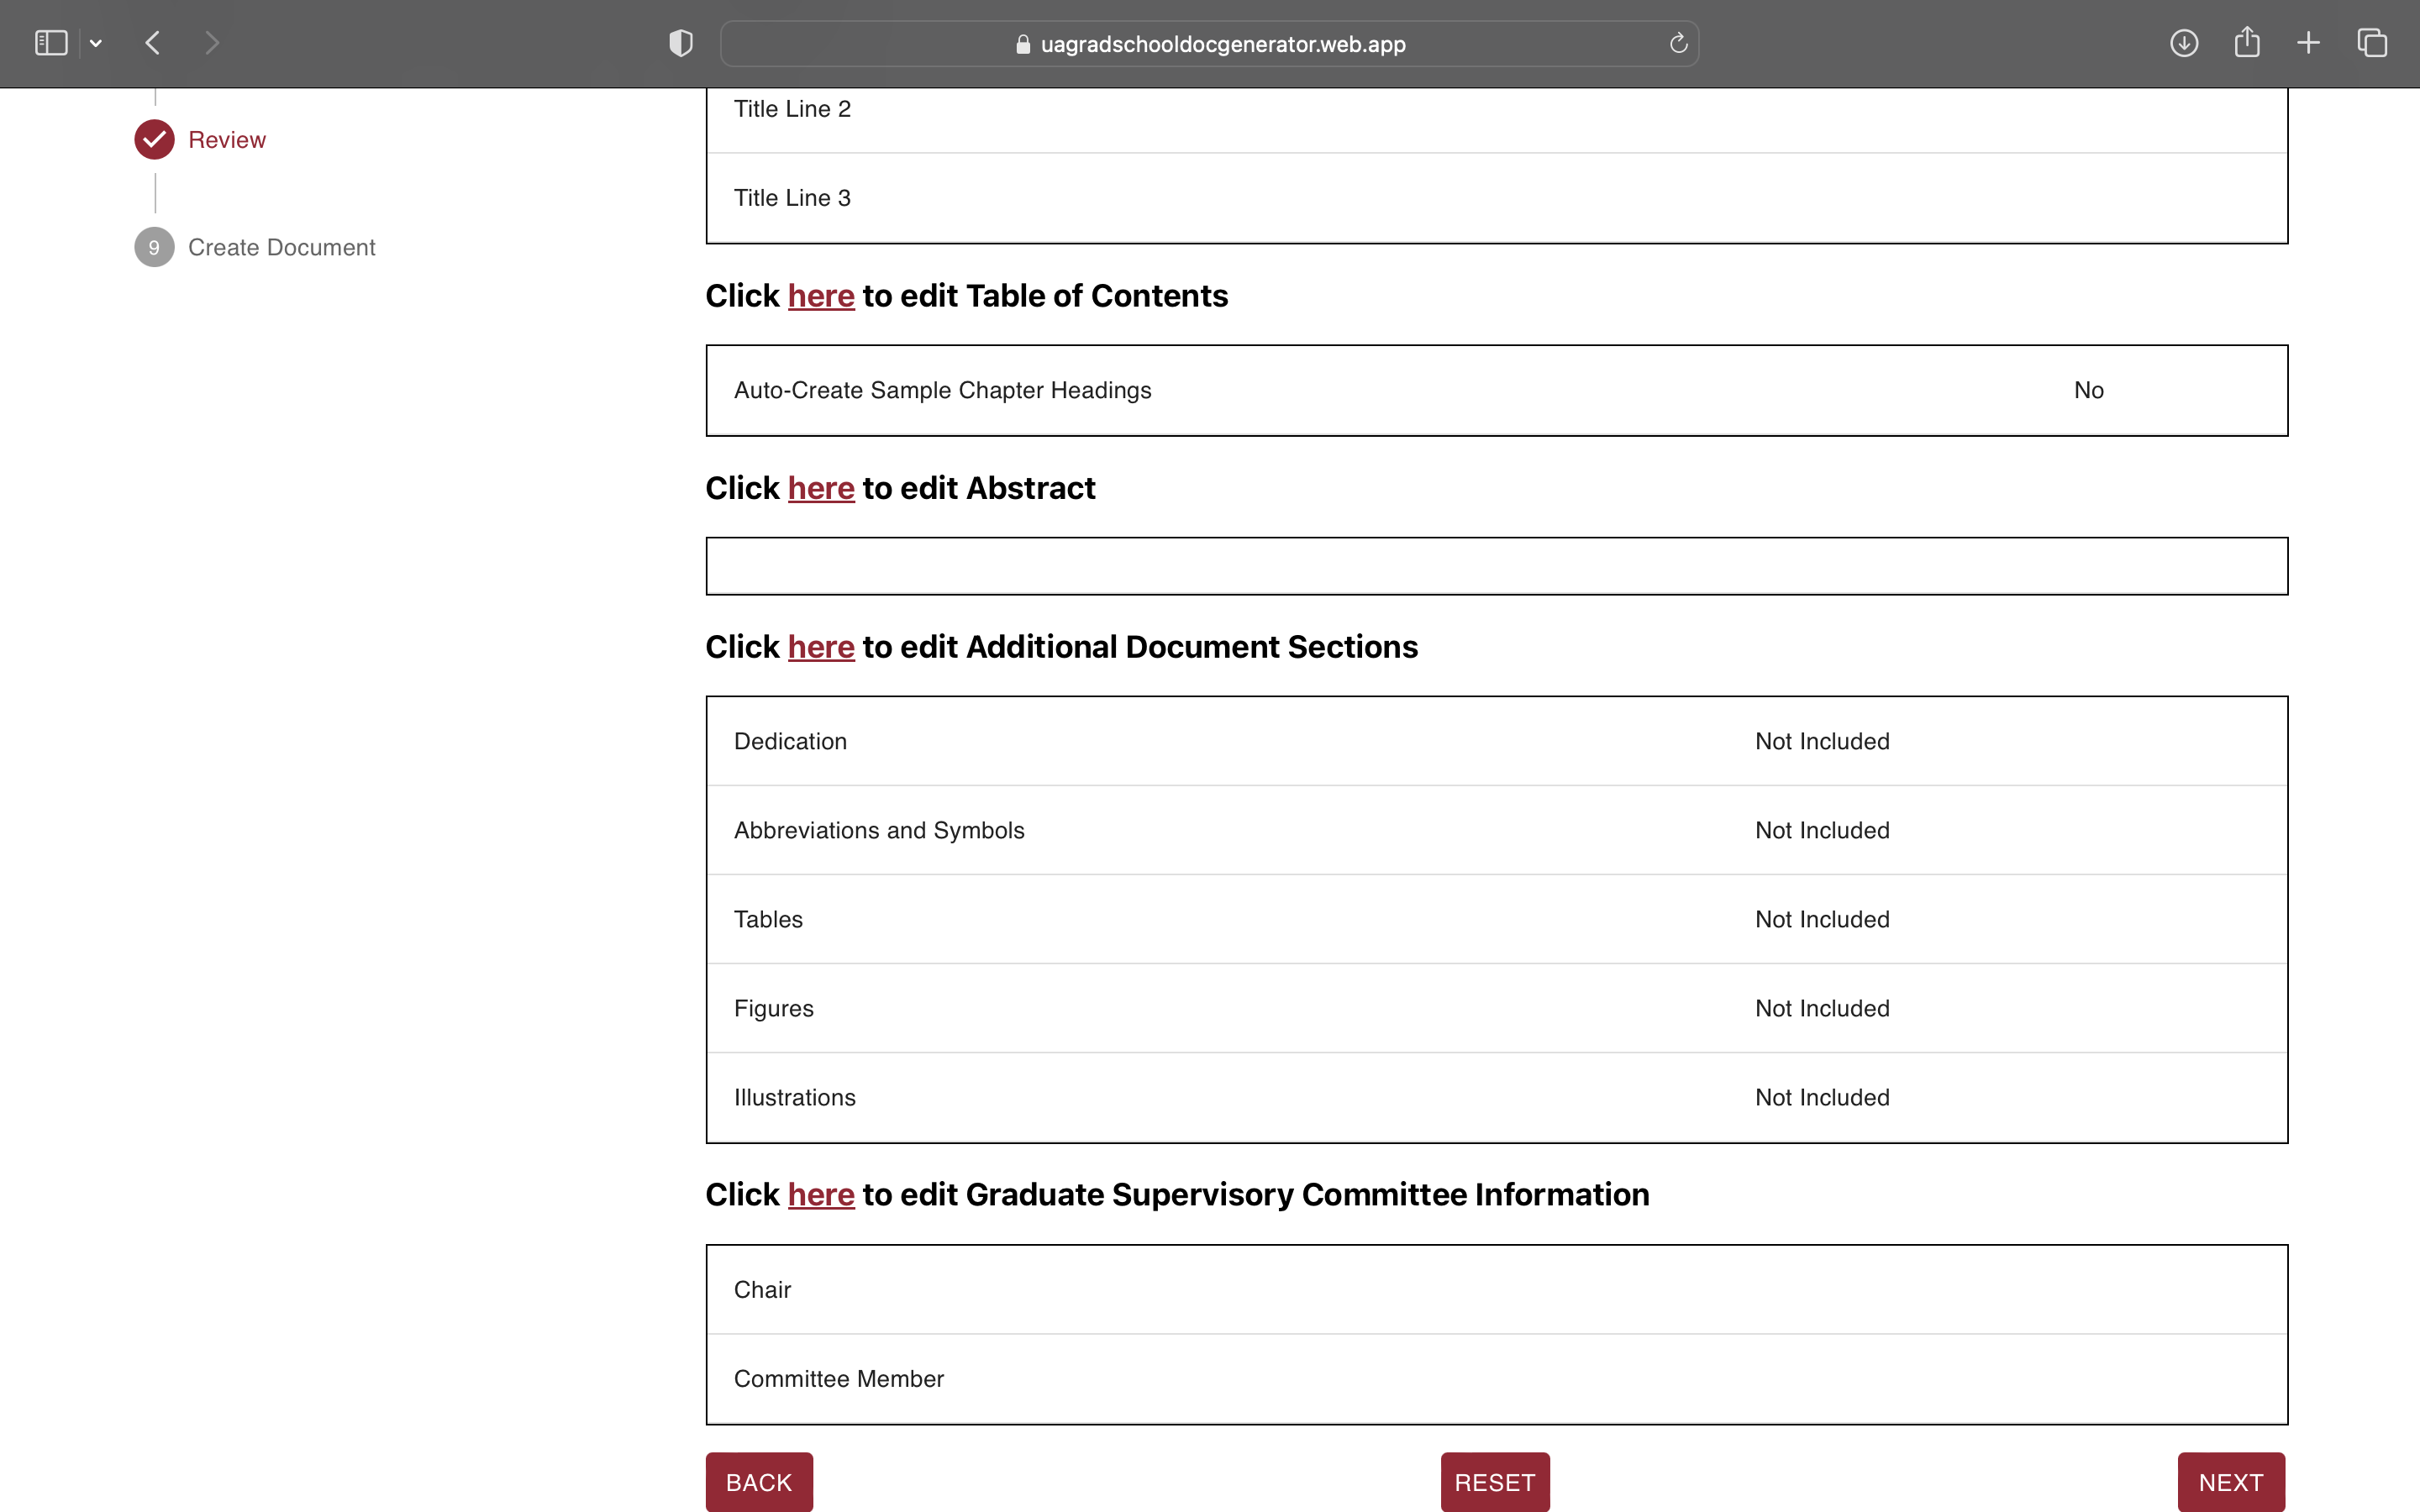 uagradschooldocgenerator.web.app
Review
9 Create Document
Title Line 2
Title Line 3
Click here to edit Table of Contents
Auto-Create Sample Chapter Headings No
Click here to edit Abstract
Click here to edit Additional Document Sections
Dedication Not Included
Abbreviations and Symbols Not Included
Tables Not Included
Figures Not Included
Illustrations Not Included
Click here to edit Graduate Supervisory Committee Information
Chair
Committee Member
BACK RESET NEXT